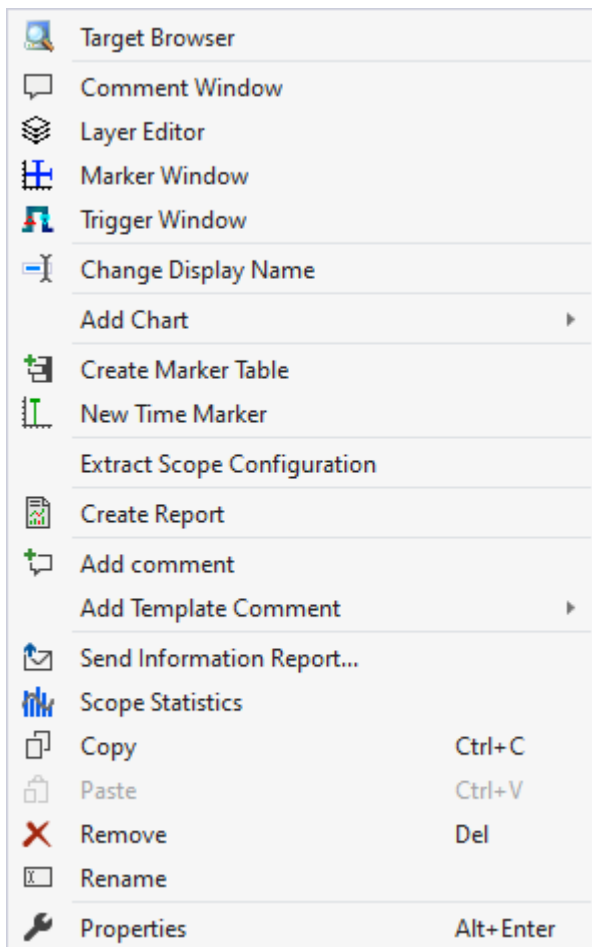 Target Browser
Comment Window
Layer Editor
Marker Window
Trigger Window
Change Display Name
Add Chart
Create Marker Table
New Time Marker
Extract Scope Configuration
Create Report
Add comment
Add Template Comment
Send Information Report...
Scope Statistics
Copy Ctrl+C
Paste Ctrl+V
Remove Del
Rename
Properties Alt+Enter